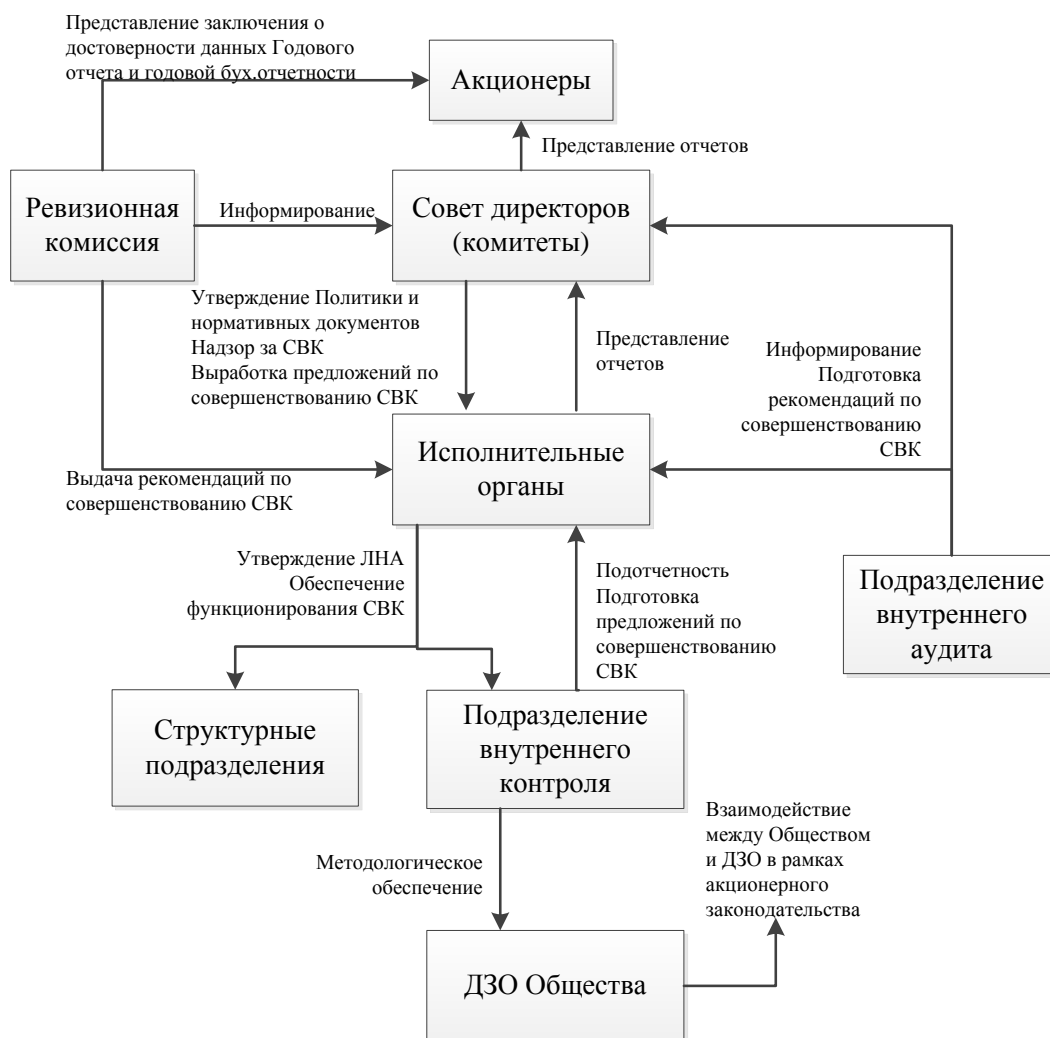 Представление заключения о
достоверности данных Годового
отчета и годовой бух.отчетности
Акционеры
Представление отчетов
Ревизионная
комиссия
Информирование
Совет директоров
(комитеты)
Утверждение Политики и
нормативных документов
Надзор за СВК
Выработка предложений по
совершенствованию СВК
Представление
отчетов
Информирование
Подготовка
рекомендаций по
совершенствованию
СВК
Исполнительные
органы
Выдача рекомендаций по
совершенствованию СВК
Утверждение ЛНА
Обеспечение
функционирования СВК
Подотчетность
Подготовка
предложений по
совершенствованию
СВК
Подразделение
внутреннего
аудита
Структурные
подразделения
Подразделение
внутреннего
контроля
Методологическое
обеспечение
Взаимодействие
между Обществом
и ДЗО в рамках
акционерного
законодательства
ДЗО Общества